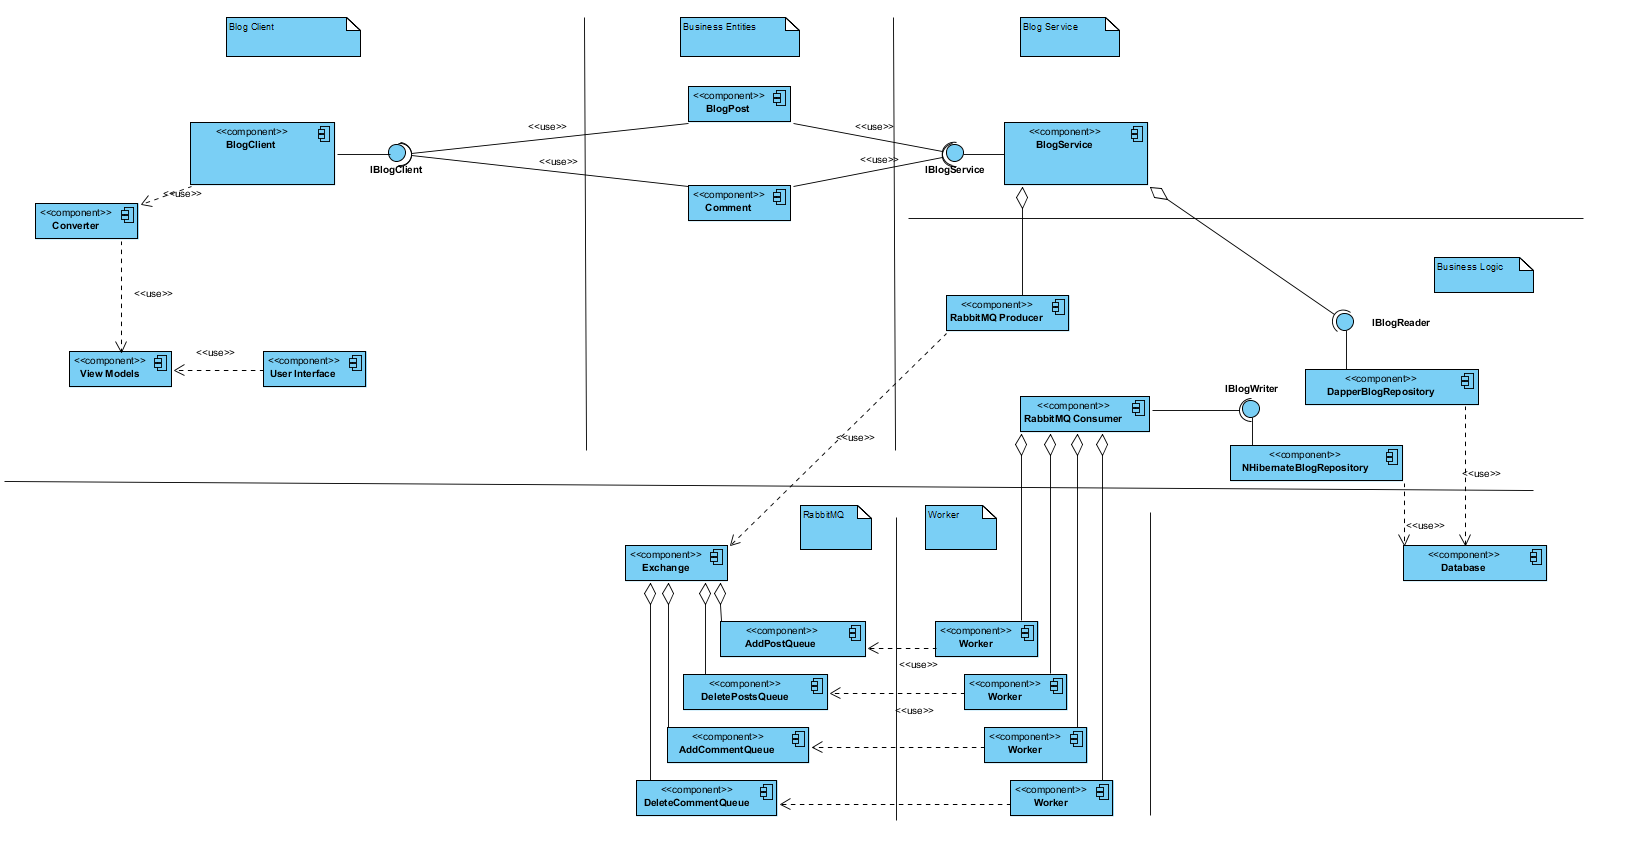 Blog Client
Business Entities
Blog Service
<<component>>
BlogPost
<<component>>
BlogClient
<<use>>
<<use>>
<<component>>
BlogService
<<use>>
<<use>>
IBlogClient
IBlogService
<<use>>
<<component>>
Converter
<<component>>
Comment
Business Logic
<<use>>
<<component>>
RabbitMQ Producer
IBlogReader
<<use>>
<<component>>
View Models
<<component>>
User Interface
<<component>>
DapperBlogRepository
IBlogWriter
<<component>>
RabbitMQ Consumer
<<use>>
<<component>>
NHibernateBlogRepository
<<use>>
RabbitMQ
Worker
<<use>>
<<component>>
Exchange
<<component>>
Database
<<component>>
AddPostQueue
<<component>>
Worker
<<use>>
<<component>>
DeletePostsQueue
<<component>>
Worker
<<use>>
<<component>>
AddCommentQueue
<<component>>
Worker
<<component>>
DeleteCommentQueue
<<component>>
Worker